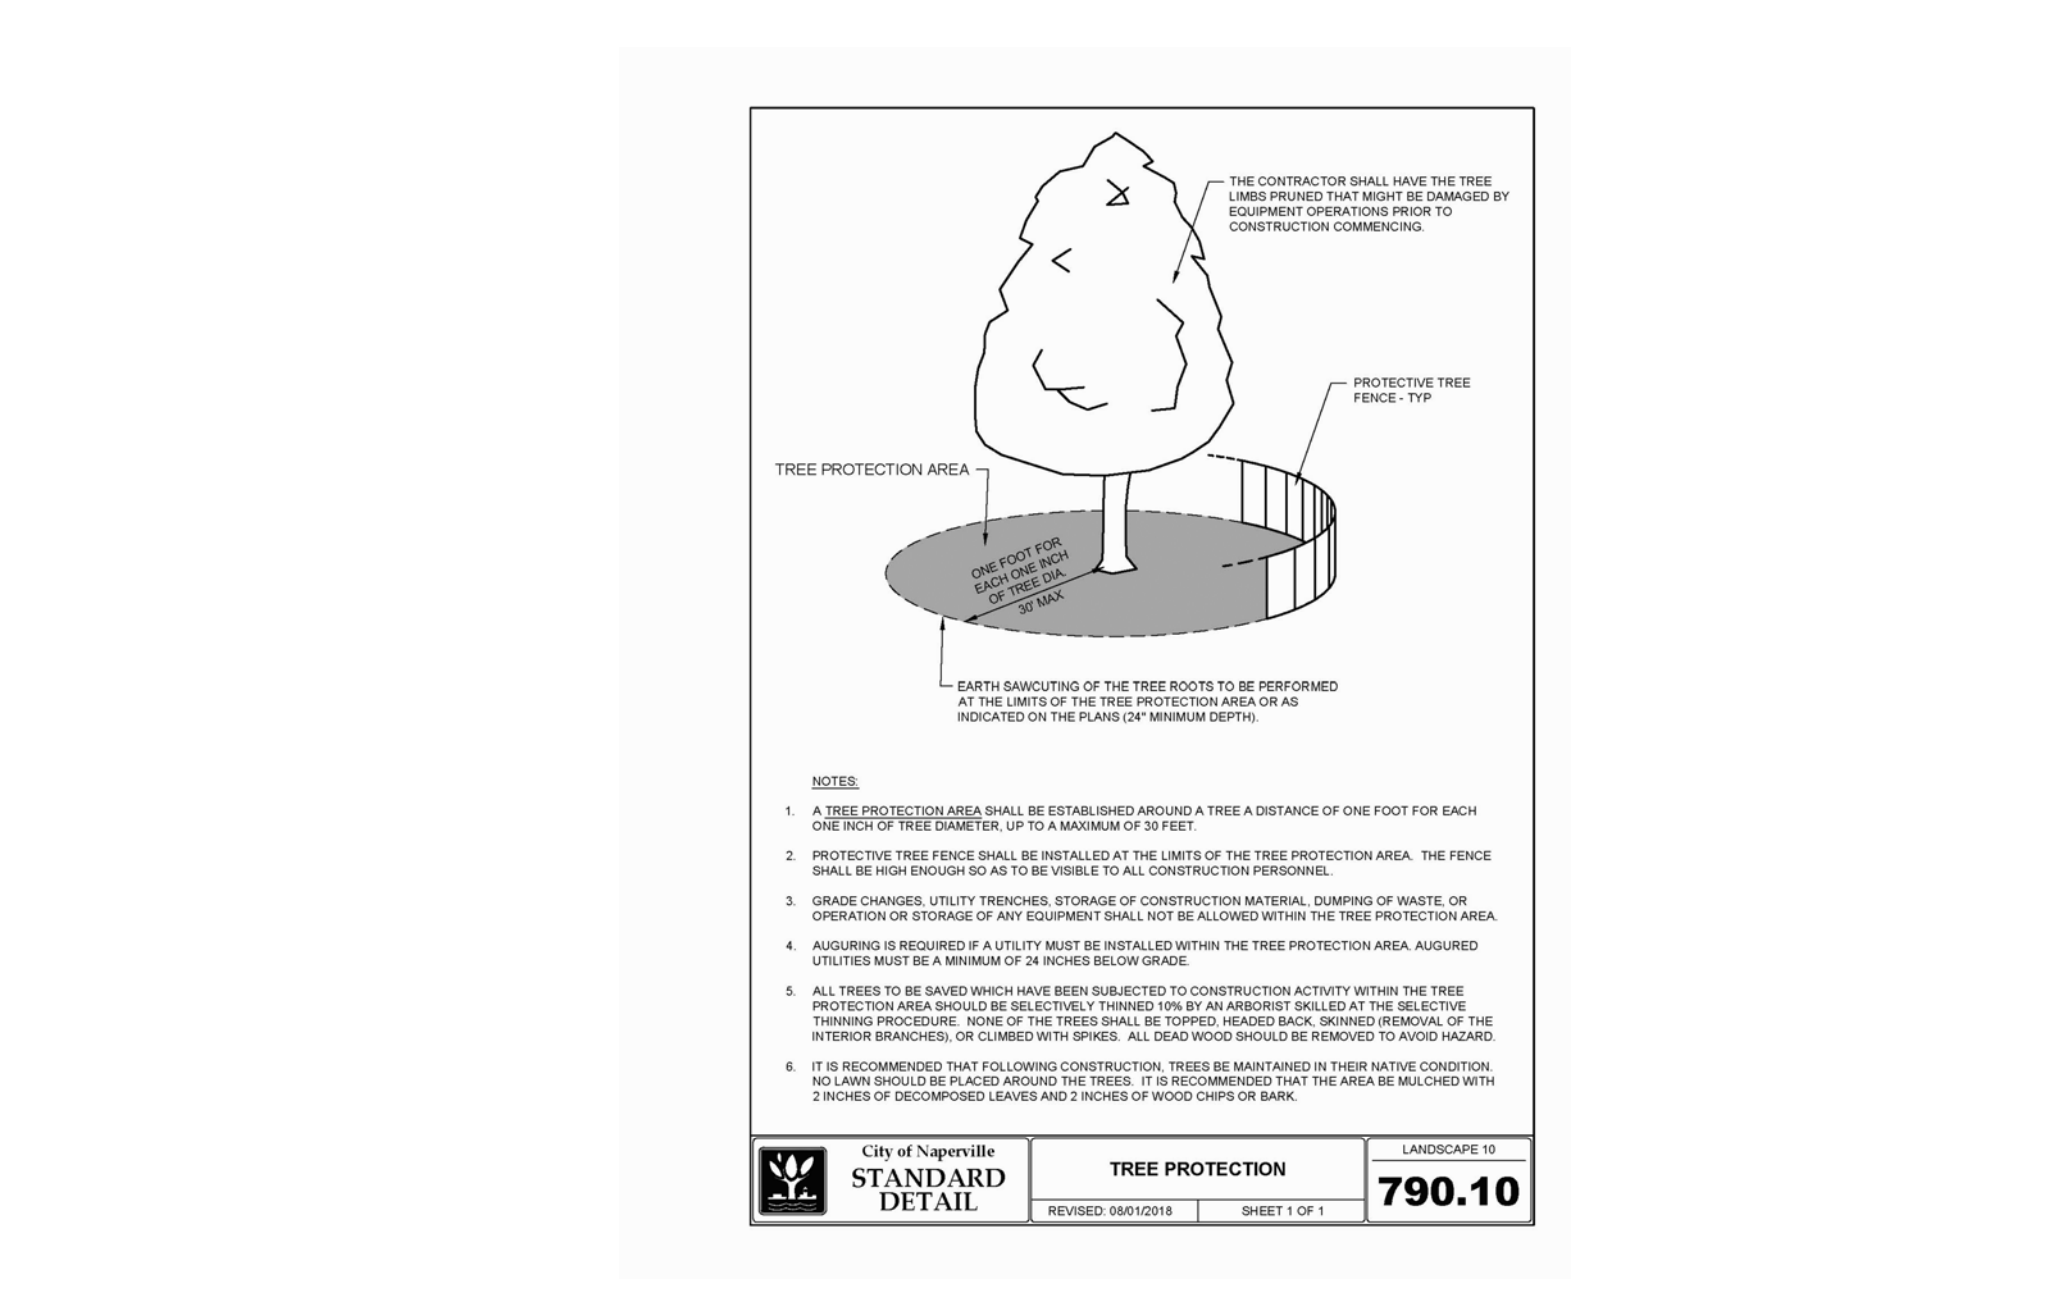 THE CONTRACTOR SHALL HAVE THE TREE
LIMBS PRUNED THAT MIGHT BE DAMAGED BY
EQUIPMENT OPERATIONS PRIOR TO
CONSTRUCTION COMMENCING.
PROTECTIVE TREE
FENCE - TYP
TREE PROTECTION AREA
ONE FOOT FOR
EACH ONE INCH
OF TREE DIA.
30' MAX
EARTH SAWCUTING OF THE TREE ROOTS TO BE PERFORMED
AT THE LIMITS OF THE TREE PROTECTION AREA OR AS
INDICATED ON THE PLANS (24" MINIMUM DEPTH).
NOTES:
1. A TREE PROTECTION AREA SHALL BE ESTABLISHED AROUND A TREE A DISTANCE OF ONE FOOT FOR EACH
ONE INCH OF TREE DIAMETER, UP TO A MAXIMUM OF 30 FEET.
2. PROTECTIVE TREE FENCE SHALL BE INSTALLED AT THE LIMITS OF THE TREE PROTECTION AREA. THE FENCE
SHALL BE HIGH ENOUGH SO AS TO BE VISIBLE TO ALL CONSTRUCTION PERSONNEL.
3. GRADE CHANGES, UTILITY TRENCHES, STORAGE OF CONSTRUCTION MATERIAL, DUMPING OF WASTE, OR
OPERATION OR STORAGE OF ANY EQUIPMENT SHALL NOT BE ALLOWED WITHIN THE TREE PROTECTION AREA.
4. AUGURING IS REQUIRED IF A UTILITY MUST BE INSTALLED WITHIN THE TREE PROTECTION AREA. AUGURED
UTILITIES MUST BE A MINIMUM OF 24 INCHES BELOW GRADE.
5. ALL TREES TO BE SAVED WHICH HAVE BEEN SUBJECTED TO CONSTRUCTION ACTIVITY WITHIN THE TREE
PROTECTION AREA SHOULD BE SELECTIVELY THINNED 10% BY AN ARBORIST SKILLED AT THE SELECTIVE
THINNING PROCEDURE. NONE OF THE TREES SHALL BE TOPPED, HEADED BACK, SKINNED (REMOVAL OF THE
INTERIOR BRANCHES), OR CLIMBED WITH SPIKES. ALL DEAD WOOD SHOULD BE REMOVED TO AVOID HAZARD.
6. IT IS RECOMMENDED THAT FOLLOWING CONSTRUCTION, TREES BE MAINTAINED IN THEIR NATIVE CONDITION.
NO LAWN SHOULD BE PLACED AROUND THE TREES. IT IS RECOMMENDED THAT THE AREA BE MULCHED WITH
2 INCHES OF DECOMPOSED LEAVES AND 2 INCHES OF WOOD CHIPS OR BARK.
City of Naperville
STANDARD
DETAIL
TREE PROTECTION
REVISED: 08/01/2018
SHEET 1 OF 1
LANDSCAPE 10
790.10